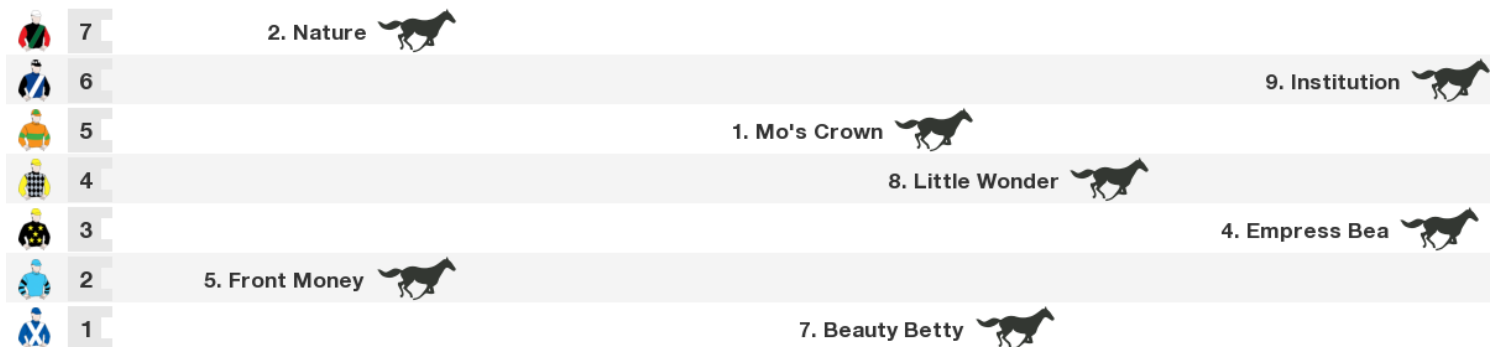 7 2. Nature
6 9. Institution
5 1. Mo's Crown
4 8. Little Wonder
3 4. Empress Bea
2 5. Front Money
1 7. Beauty Betty